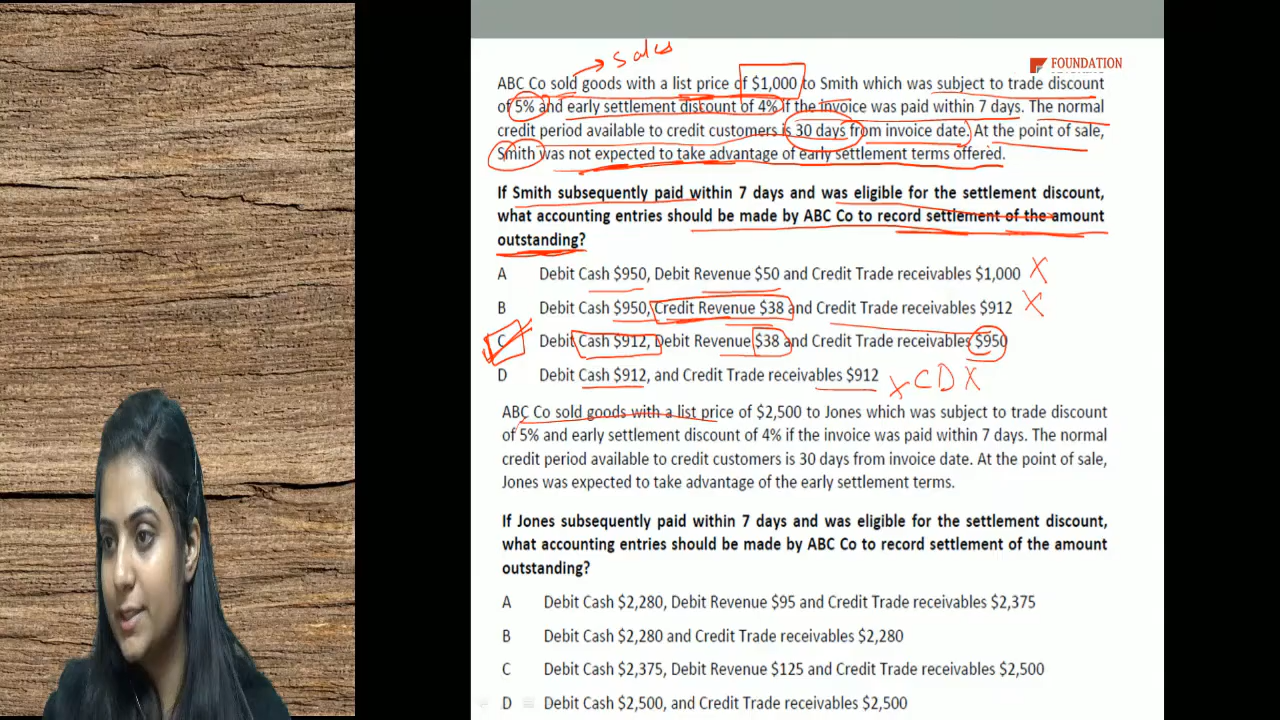 sales
FOUNDATION
ABC Co sold goods with a list price of $1,000 to Smith which was subject to trade discount
of 5% and early settlement discount of 4% if the invoice was paid within 7 days. The normal
credit period available to credit customers is 30 days from invoice date. At the point of sale,
Smith was not expected to take advantage of early settlement terms offered.
If Smith subsequently paid within 7 days and was eligible for the settlement discount,
what accounting entries should be made by ABC Co to record settlement of the amount
outstanding?
A Debit Cash $950, Debit Revenue $50 and Credit Trade receivables $1,000 X
B Debit Cash $950, Credit Revenue $38 and Credit Trade receivables $912 X
C Debit Cash $912, Debit Revenue $38 and Credit Trade receivables $950
D Debit Cash $912, and Credit Trade receivables $912 X CD X
ABC Co sold goods with a list price of $2,500 to Jones which was subject to trade discount
of 5% and early settlement discount of 4% if the invoice was paid within 7 days. The normal
credit period available to credit customers is 30 days from invoice date. At the point of sale,
Jones was expected to take advantage of the early settlement terms.
If Jones subsequently paid within 7 days and was eligible for the settlement discount,
what accounting entries should be made by ABC Co to record settlement of the amount
outstanding?
A Debit Cash $2,280, Debit Revenue $95 and Credit Trade receivables $2,375
B Debit Cash $2,280 and Credit Trade receivables $2,280
C Debit Cash $2,375, Debit Revenue $125 and Credit Trade receivables $2,500
D Debit Cash $2,500, and Credit Trade receivables $2,500